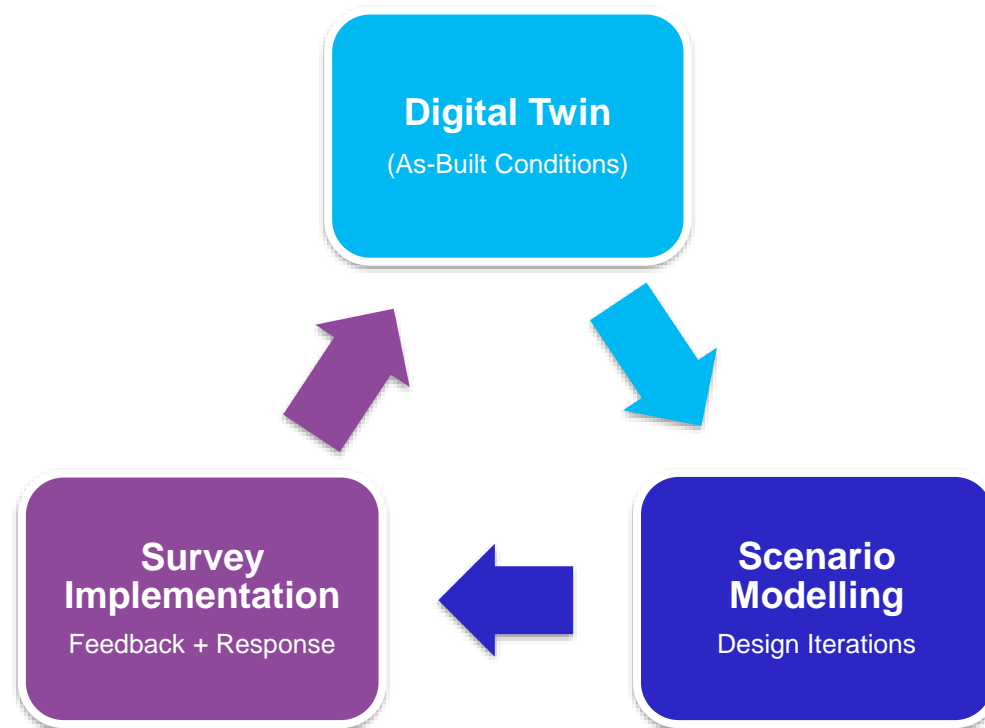 Digital Twin
(As-Built Conditions)
Survey
Implementation
Feedback + Response
Scenario
Modelling
Design Iterations